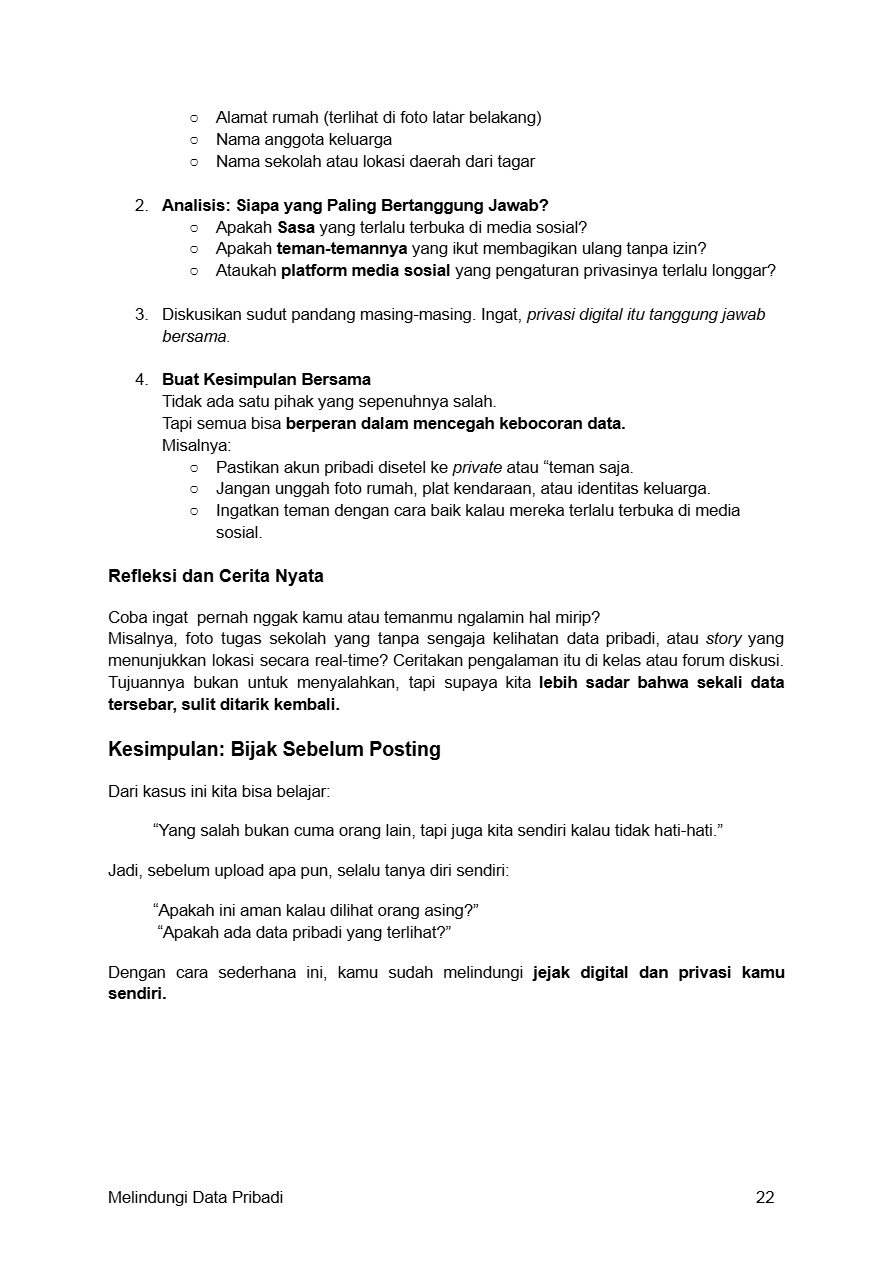 ○ Alamat rumah (terlihat di foto latar belakang)
○ Nama anggota keluarga
○ Nama sekolah atau lokasi daerah dari tagar
2. Analisis: Siapa yang Paling Bertanggung Jawab?
○ Apakah Sasa yang terlalu terbuka di media sosial?
○ Apakah teman-temannya yang ikut membagikan ulang tanpa izin?
○ Ataukah platform media sosial yang pengaturan privasinya terlalu longgar?
3. Diskusikan sudut pandang masing-masing. Ingat, privasi digital itu tanggung jawab
bersama.
4. Buat Kesimpulan Bersama
Tidak ada satu pihak yang sepenuhnya salah.
Tapi semua bisa berperan dalam mencegah kebocoran data.
Misalnya:
○ Pastikan akun pribadi disetel ke private atau “teman saja.
○ Jangan unggah foto rumah, plat kendaraan, atau identitas keluarga.
○ Ingatkan teman dengan cara baik kalau mereka terlalu terbuka di media
sosial.
Refleksi dan Cerita Nyata
Coba ingat  pernah nggak kamu atau temanmu ngalamin hal mirip?
Misalnya, foto tugas sekolah yang tanpa sengaja kelihatan data pribadi, atau story yang
menunjukkan lokasi secara real-time? Ceritakan pengalaman itu di kelas atau forum diskusi.
Tujuannya bukan untuk menyalahkan, tapi supaya kita lebih sadar bahwa sekali data
tersebar, sulit ditarik kembali.
Kesimpulan: Bijak Sebelum Posting
Dari kasus ini kita bisa belajar:
“Yang salah bukan cuma orang lain, tapi juga kita sendiri kalau tidak hati-hati.”
Jadi, sebelum upload apa pun, selalu tanya diri sendiri:
“Apakah ini aman kalau dilihat orang asing?”
“Apakah ada data pribadi yang terlihat?”
Dengan cara sederhana ini, kamu sudah melindungi jejak digital dan privasi kamu
sendiri.
Melindungi Data Pribadi 22